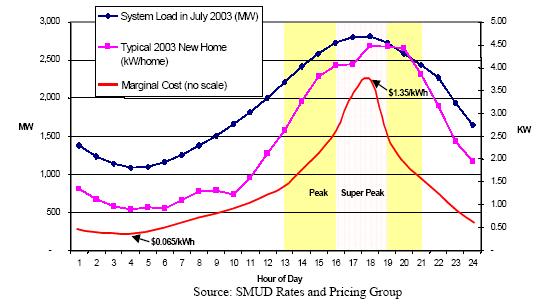 3,000
2,500
2,000
1,500
1,000
500
-
MW
System Load in July 2003 (MW)
Typical 2003 New Home
(kW/home)
Marginal Cost (no scale)
$1.35/kWh
Peak
Super Peak
$0.065/kWh
5.00
4.50
4.00
3.50
3.00
2.50
2.00
1.50
1.00
0.50
-
KW
1 2 3 4 5 6 7 8 9 10 11 12 13 14 15 16 17 18 19 20 21 22 23 24
Hour of Day
Source: SMUD Rates and Pricing Group